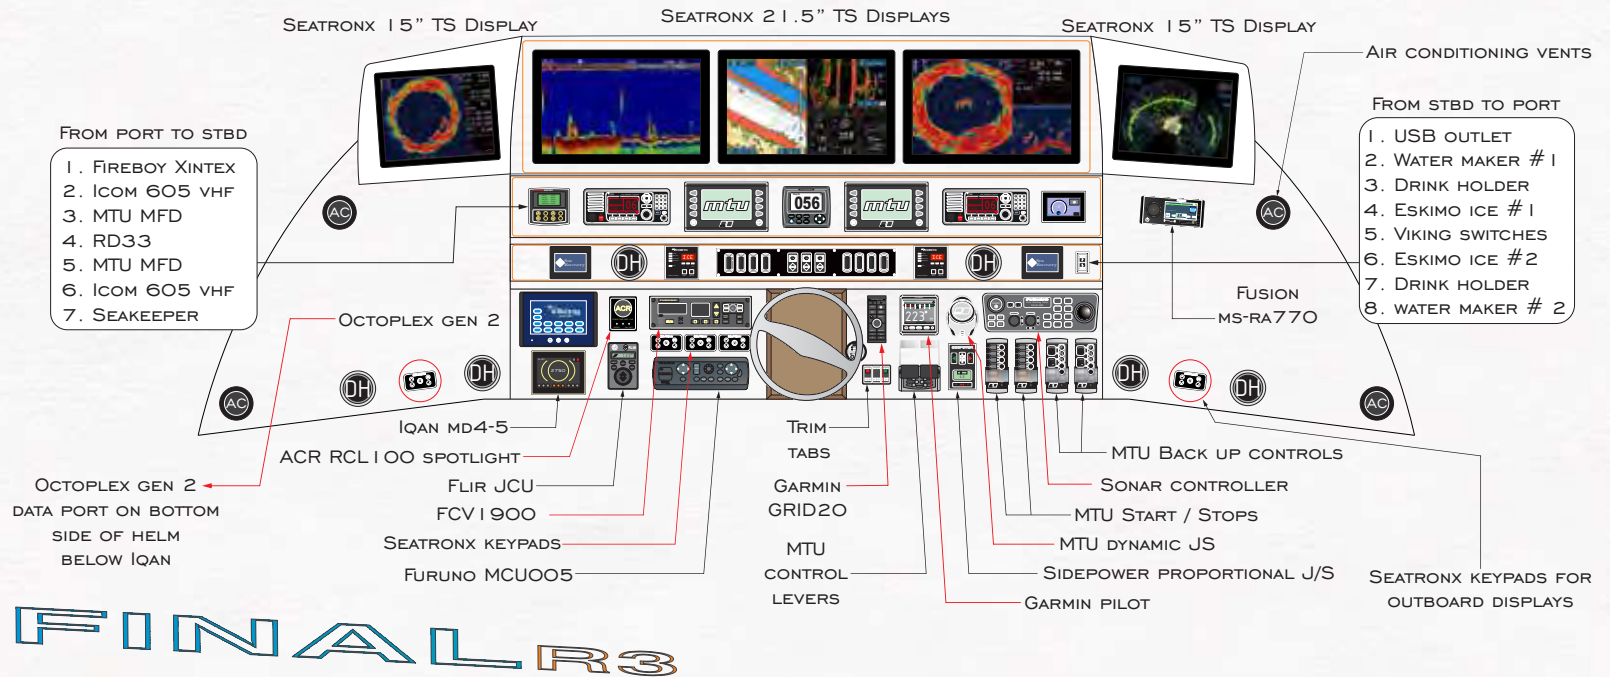 Seatronx 15” TS Display
Seatronx 21.5” TS Displays
Seatronx 15” TS Display
Air conditioning vents
From port to stbd
1. Fireboy Xintex
2. Icom 605 vhf
3. MTU MFD
4. RD33
5. MTU MFD
6. Icom 605 vhf
7. Seakeeper
From stbd to port
1. USB outlet
2. Water maker #1
3. Drink holder
4. Eskimo ice #1
5. Viking switches
6. Eskimo ice #2
7. Drink holder
8. water maker # 2
mtu
056
mtu
AC
AC
DH
DH
Fusion
ms-ra770
Octoplex gen 2
ACR
DH
DH
DH
DH
AC
AC
Iqan md4-5
ACR RCL100 spotlight
Flir JCU
FCV1900
Seatronx keypads
Furuno MCU005
Octoplex gen 2
data port on bottom
side of helm
below Iqan
Trim
tabs
Garmin
GRID20
MTU
control
levers
MTU Back up controls
Sonar controller
MTU Start / Stops
MTU dynamic JS
Sidepower proportional J/S
Garmin pilot
Seatronx keypads for
outboard displays
FINAL R3